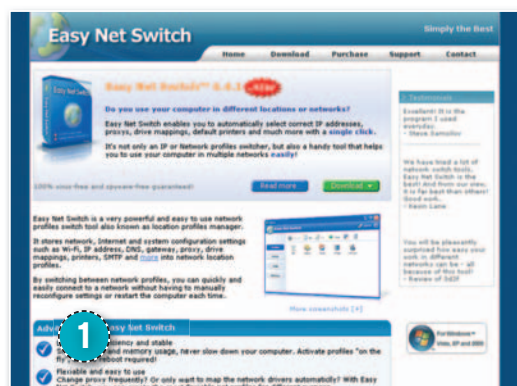 Easy Net Switch
Simply the Best
Home Download Purchase Support Contact
Easy Net Switch
Do you use your computer in different locations or networks?
Easy Net Switch enables you to automatically select correct IP addresses,
proxys, drive mappings, default printers and much more with a single click.
It's not only an IP or Network profiles switcher, but also a handy tool that helps
you to use your computer in multiple networks easily!
100% virus-free and spyware-free guaranteed!
Read more
Download
Testimonials
Excellent! It is the
program I used
everyday.
- Steve Samoilov
We have tried a lot of
network switch tools.
Easy Net Switch is the
best! And from our view,
it is far best than others!
Good work.
- Kevin Lane
You will be pleasantly
surprised how easy your
work in different
networks can be - all
because of this tool!
- Review of
Easy Net Switch is a very powerful and easy to use network
profiles switch tool also known as location profiles manager.
It stores network, Internet and system configuration settings
such as Wi-Fi, IP address, DNS, gateway, proxy, drive
mappings, printers, SMTP and more into network location
profiles.
By switching between network profiles, you can quickly and
easily connect to a network without having to manually
reconfigure settings or restart the computer each time.
More screenshots [+]
For Windows
Vista, XP and 2000
Easy Net Switch
1
and stable
and memory usage, never slow down your computer. Activate profiles "on the
reboot required!
Flexible and easy to use
Change proxy frequently? Or only want to map the network drivers automaticly? With Easy